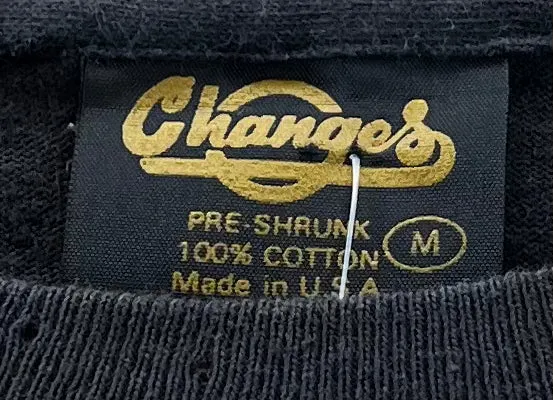 Changes
PRE-SHRUNK
100% COTTON
M
Made in U.S.A